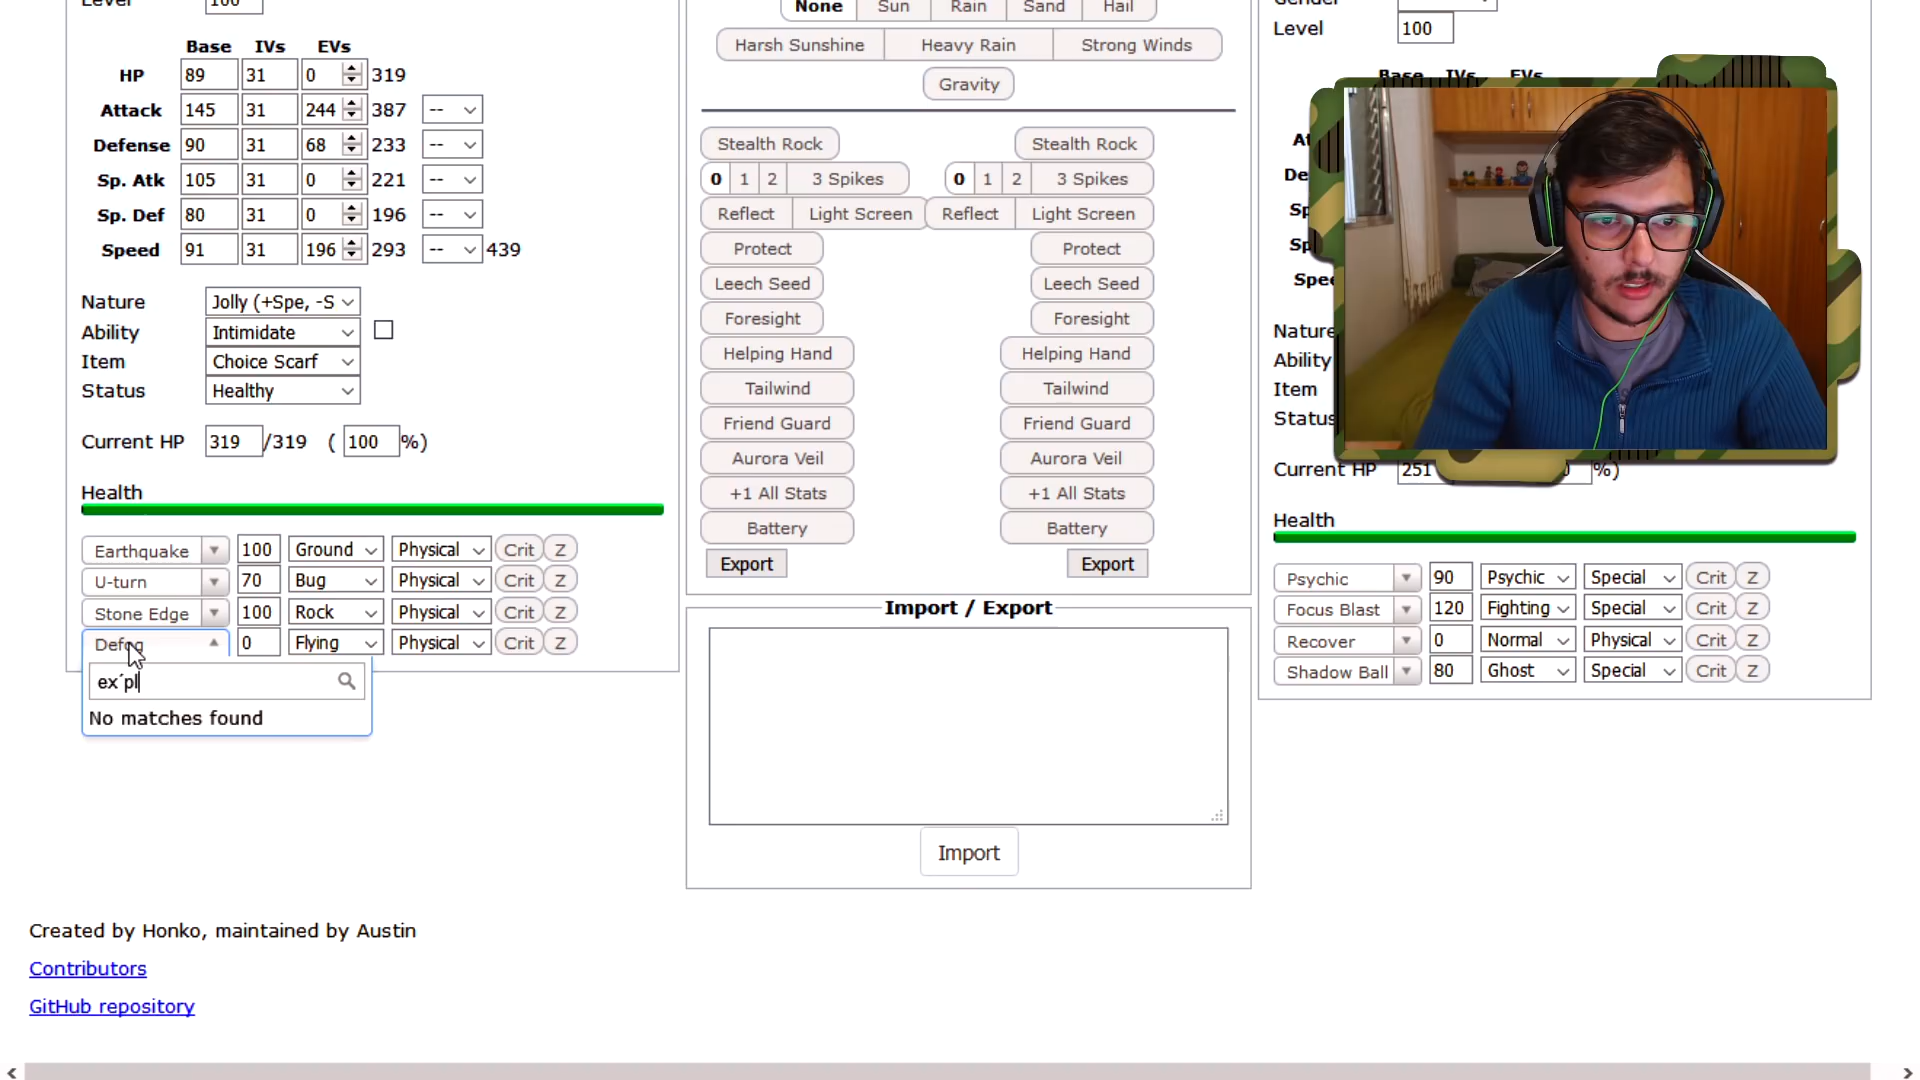 Level 100
Base IVs EVs
HP 89 31 0 319
Attack 145 31 244 387 --
Defense 90 31 68 233 --
Sp. Atk 105 31 0 221 --
Sp. Def 80 31 0 196 --
Speed 91 31 196 293 -- 439
Nature Jolly (+Spe, -S
Ability Intimidate
Item Choice Scarf
Status Healthy
Current HP 319 /319 ( 100 %)
Health
Earthquake 100 Ground Physical Crit Z
U-turn 70 Bug Physical Crit Z
Stone Edge 100 Rock Physical Crit Z
Defog 0 Flying Physical Crit Z
ex´pl
No matches found
None Sun Rain Sand Hail
Harsh Sunshine Heavy Rain Strong Winds
Gravity
Stealth Rock Stealth Rock
0 1 2 3 Spikes 0 1 2 3 Spikes
Reflect Light Screen Reflect Light Screen
Protect Protect
Leech Seed Leech Seed
Foresight Foresight
Helping Hand Helping Hand
Tailwind Tailwind
Friend Guard Friend Guard
Aurora Veil Aurora Veil
+1 All Stats +1 All Stats
Battery Battery
Export Export
Import / Export
Import
Gender
Level 100
Base IVs EVs
Nature
Ability
Item
Status
Current HP 251 %)
Health
Psychic 90 Psychic Special Crit Z
Focus Blast 120 Fighting Special Crit Z
Recover 0 Normal Physical Crit Z
Shadow Ball 80 Ghost Special Crit Z
Created by Honko, maintained by Austin
Contributors
GitHub repository